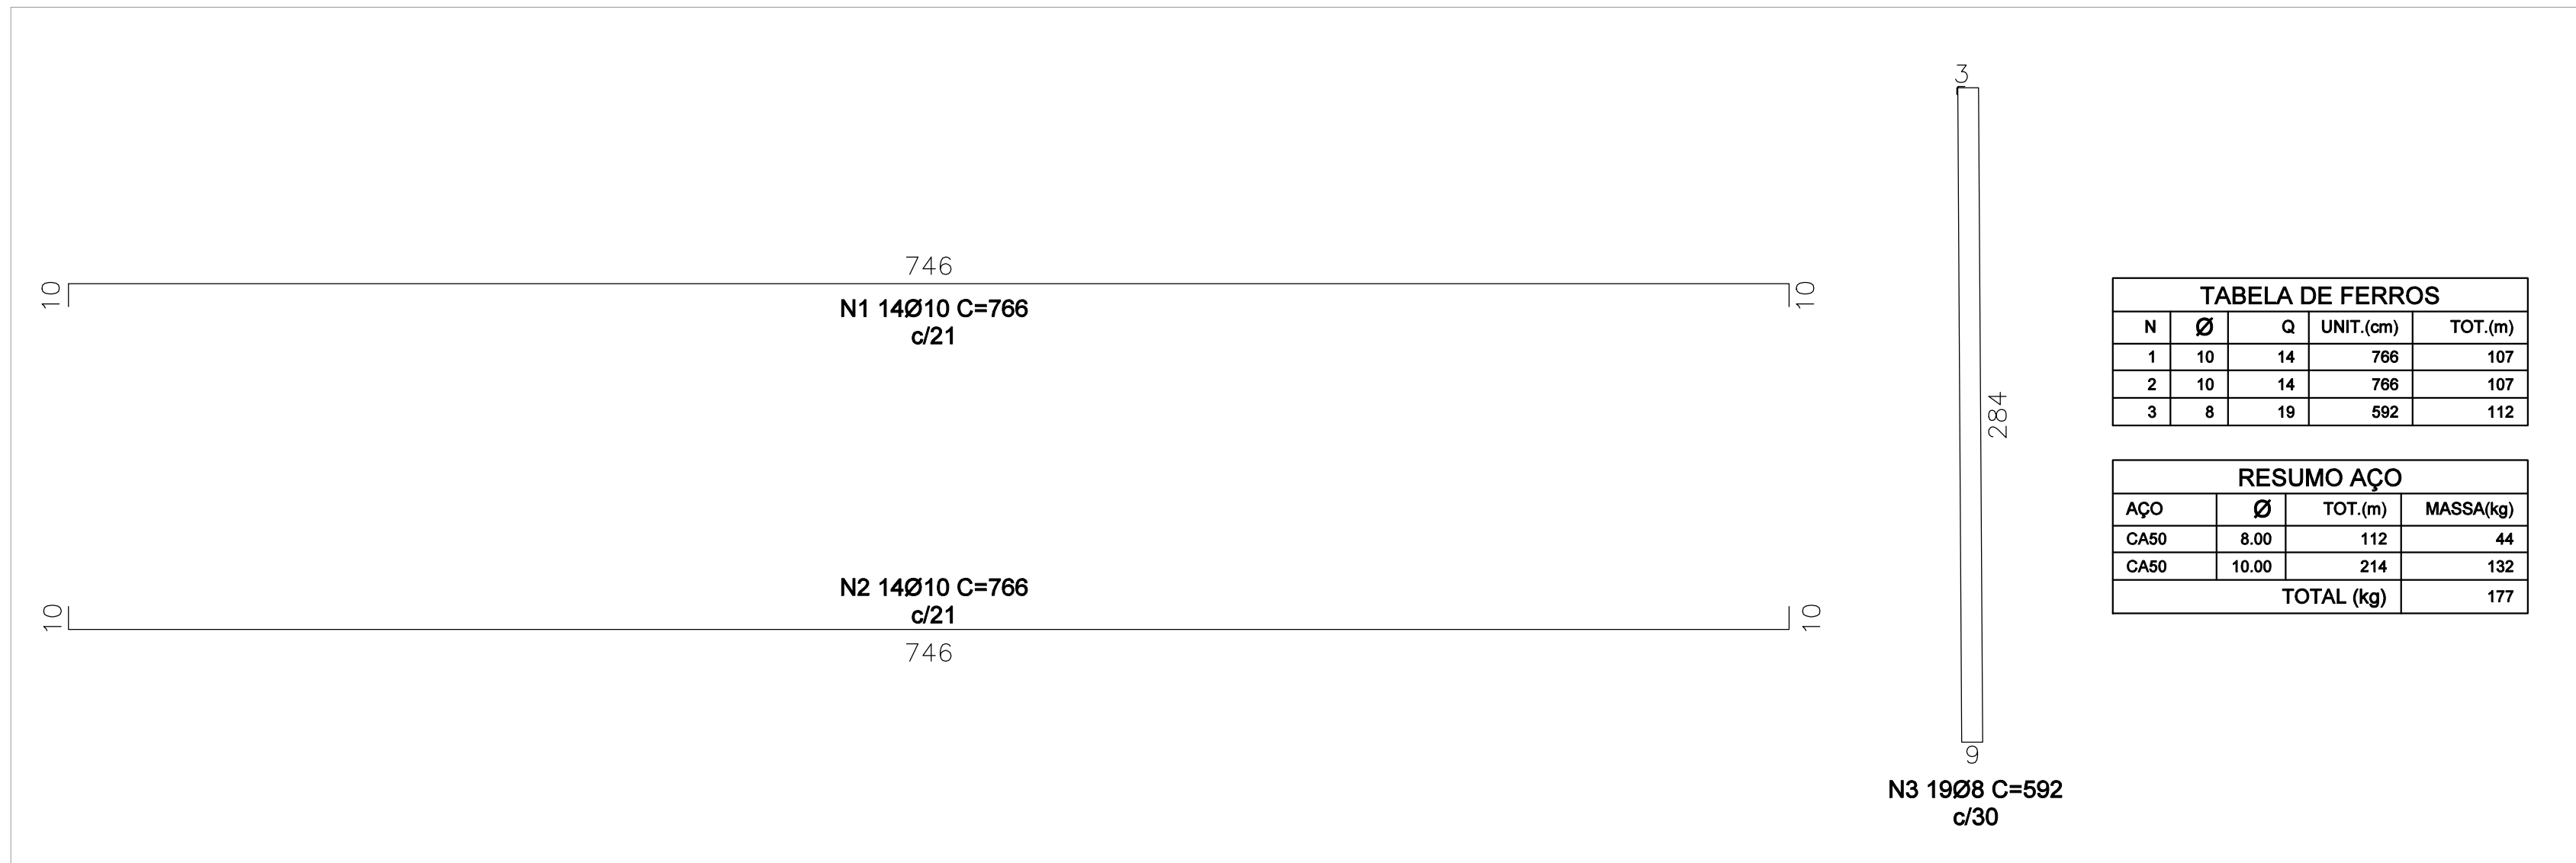 746
10
10
N1 14Ø10 C=766
c/21
N2 14Ø10 C=766
c/21
10
10
746
3
284
9
N3 19Ø8 C=592
c/30
TABELA DE FERROS
N Ø Q UNIT.(cm) TOT.(m)
1 10 14 766 107
2 10 14 766 107
3 8 19 592 112
RESUMO AÇO
AÇO Ø TOT.(m) MASSA(kg)
CA50 8.00 112 44
CA50 10.00 214 132
TOTAL (kg) 177